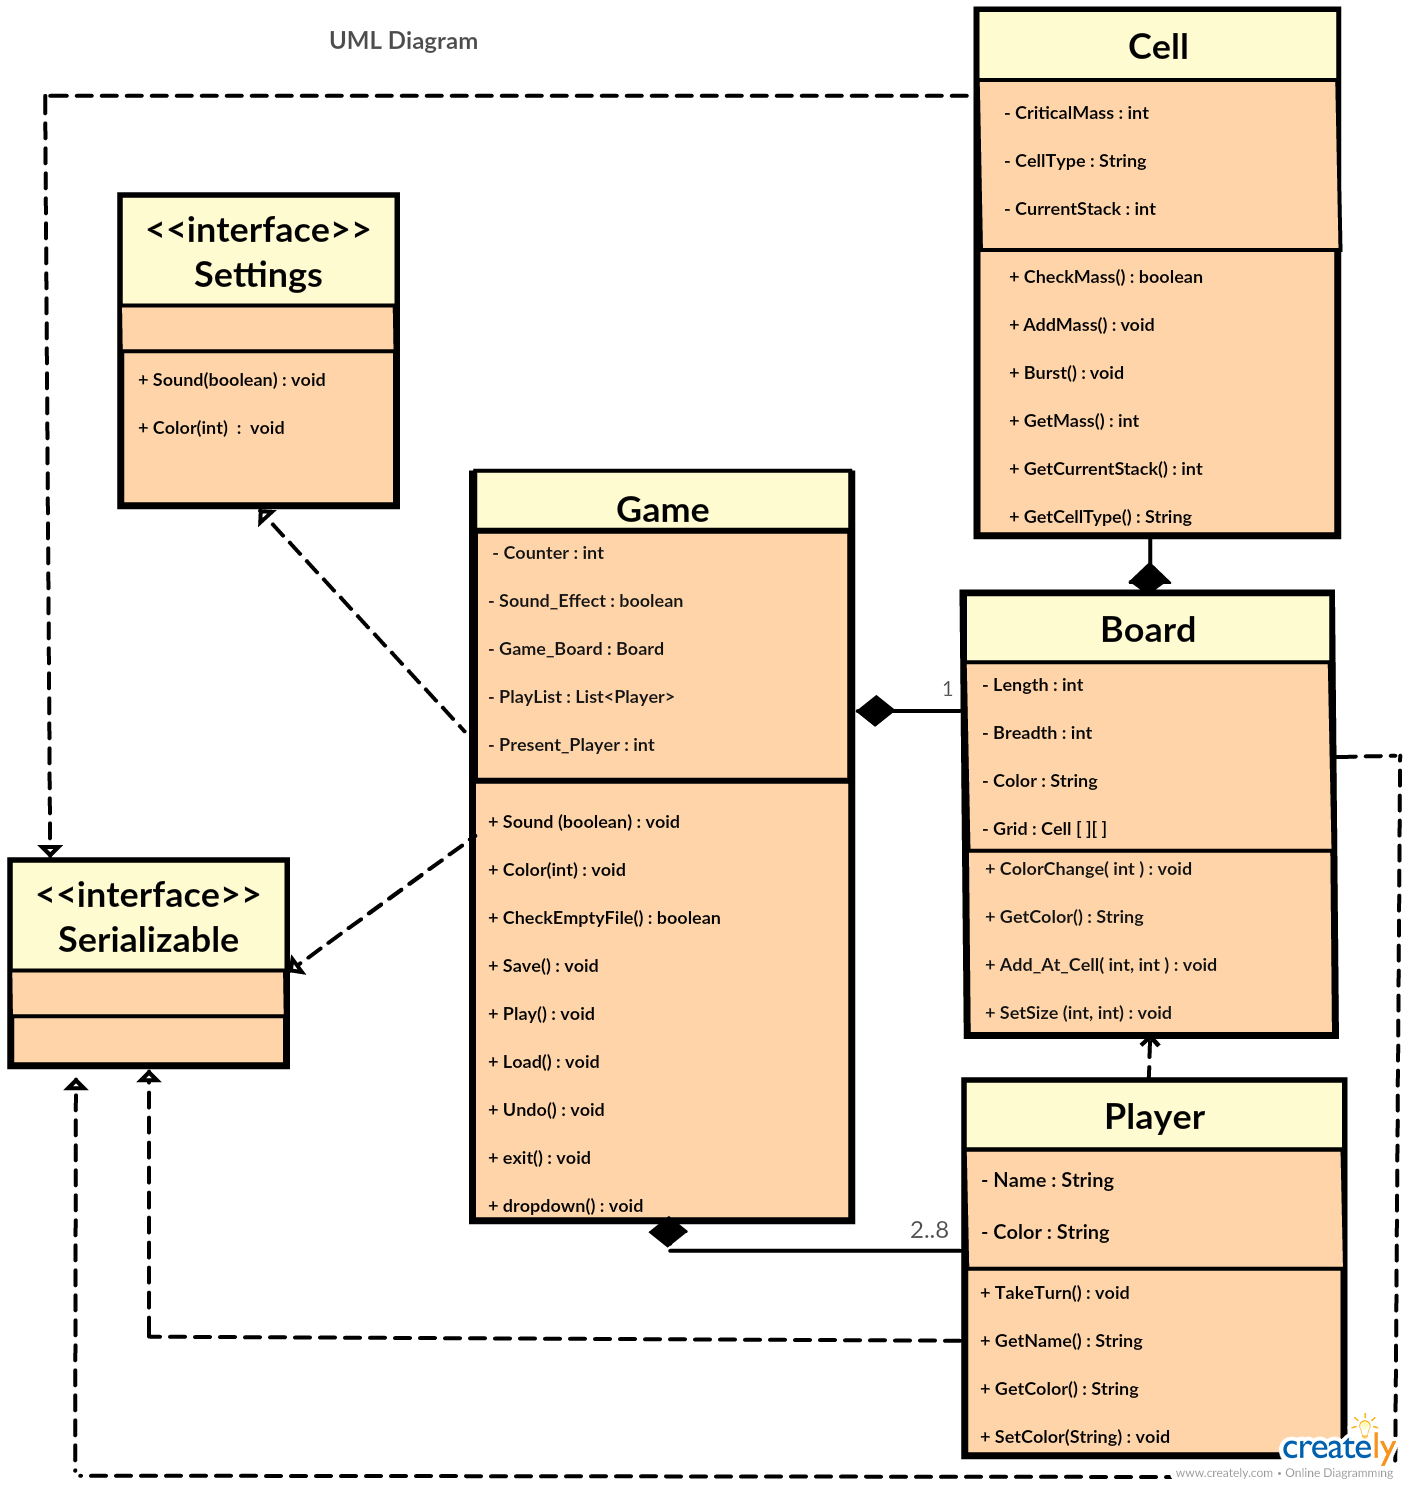 UML Diagram
Cell
- CriticalMass : int
- CellType : String
- CurrentStack : int
+ CheckMass() : boolean
+ AddMass() : void
+ Burst() : void
+ GetMass() : int
+ GetCurrentStack() : int
+ GetCellType() : String
<<interface>>
Settings
+ Sound(boolean) : void
+ Color(int) : void
Game
- Counter : int
- Sound_Effect : boolean
- Game_Board : Board
- PlayList : List<Player>
- Present_Player : int
+ Sound (boolean) : void
+ Color(int) : void
+ CheckEmptyFile() : boolean
+ Save() : void
+ Play() : void
+ Load() : void
+ Undo() : void
+ exit() : void
+ dropdown() : void
1
Board
- Length : int
- Breadth : int
- Color : String
- Grid : Cell [ ][ ]
+ ColorChange( int ) : void
+ GetColor() : String
+ Add_At_Cell( int, int ) : void
+ SetSize (int, int) : void
<<interface>>
Serializable
2..8
Player
- Name : String
- Color : String
+ TakeTurn() : void
+ GetName() : String
+ GetColor() : String
+ SetColor(String) : void
creately
www.creately.com • Online Diagramming